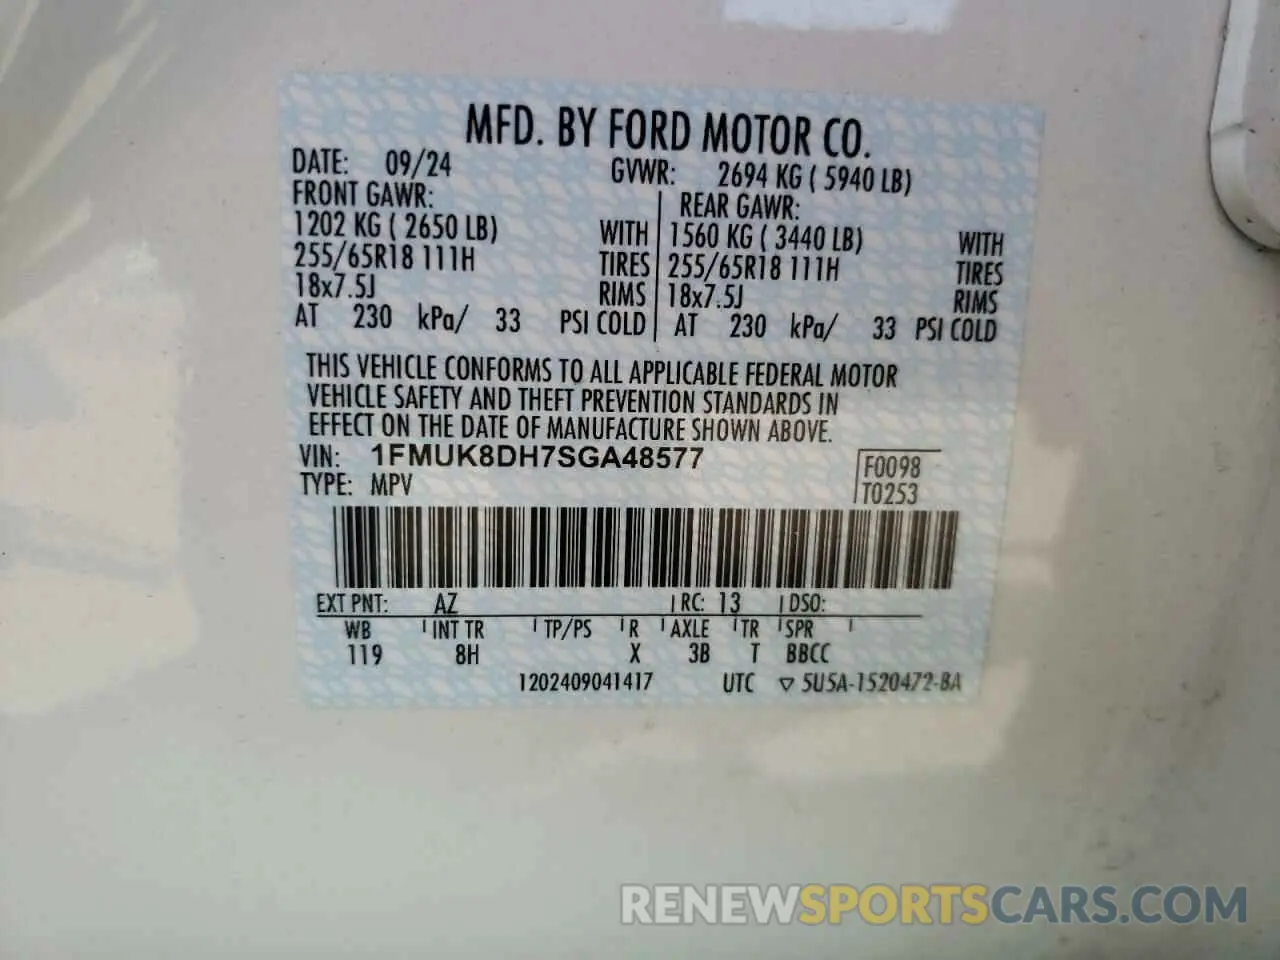 MFD. BY FORD MOTOR CO.
DATE: 09/24 GVWR: 2694 KG ( 5940 LB)
FRONT GAWR: REAR GAWR:
1202 KG ( 2650 LB) WITH 1560 KG ( 3440 LB) WITH
255/65R18 111H TIRES 255/65R18 111H TIRES
18x7.5J RIMS 18x7.5J RIMS
AT 230 kPa/ 33 PSI COLD AT 230 kPa/ 33 PSI COLD
THIS VEHICLE CONFORMS TO ALL APPLICABLE FEDERAL MOTOR
VEHICLE SAFETY AND THEFT PREVENTION STANDARDS IN
EFFECT ON THE DATE OF MANUFACTURE SHOWN ABOVE.
VIN: 1FMUK8DH7SGA48577 F0098
TYPE: MPV T0253
EXT PNT: AZ RC: 13 DSO:
WB INT TR TP/PS R AXLE TR SPR
119 8H X 3B T BBCC
1202409041417 UTC ▽ 5U5A-1520472-BA
RENEWSPORTSCARS.COM